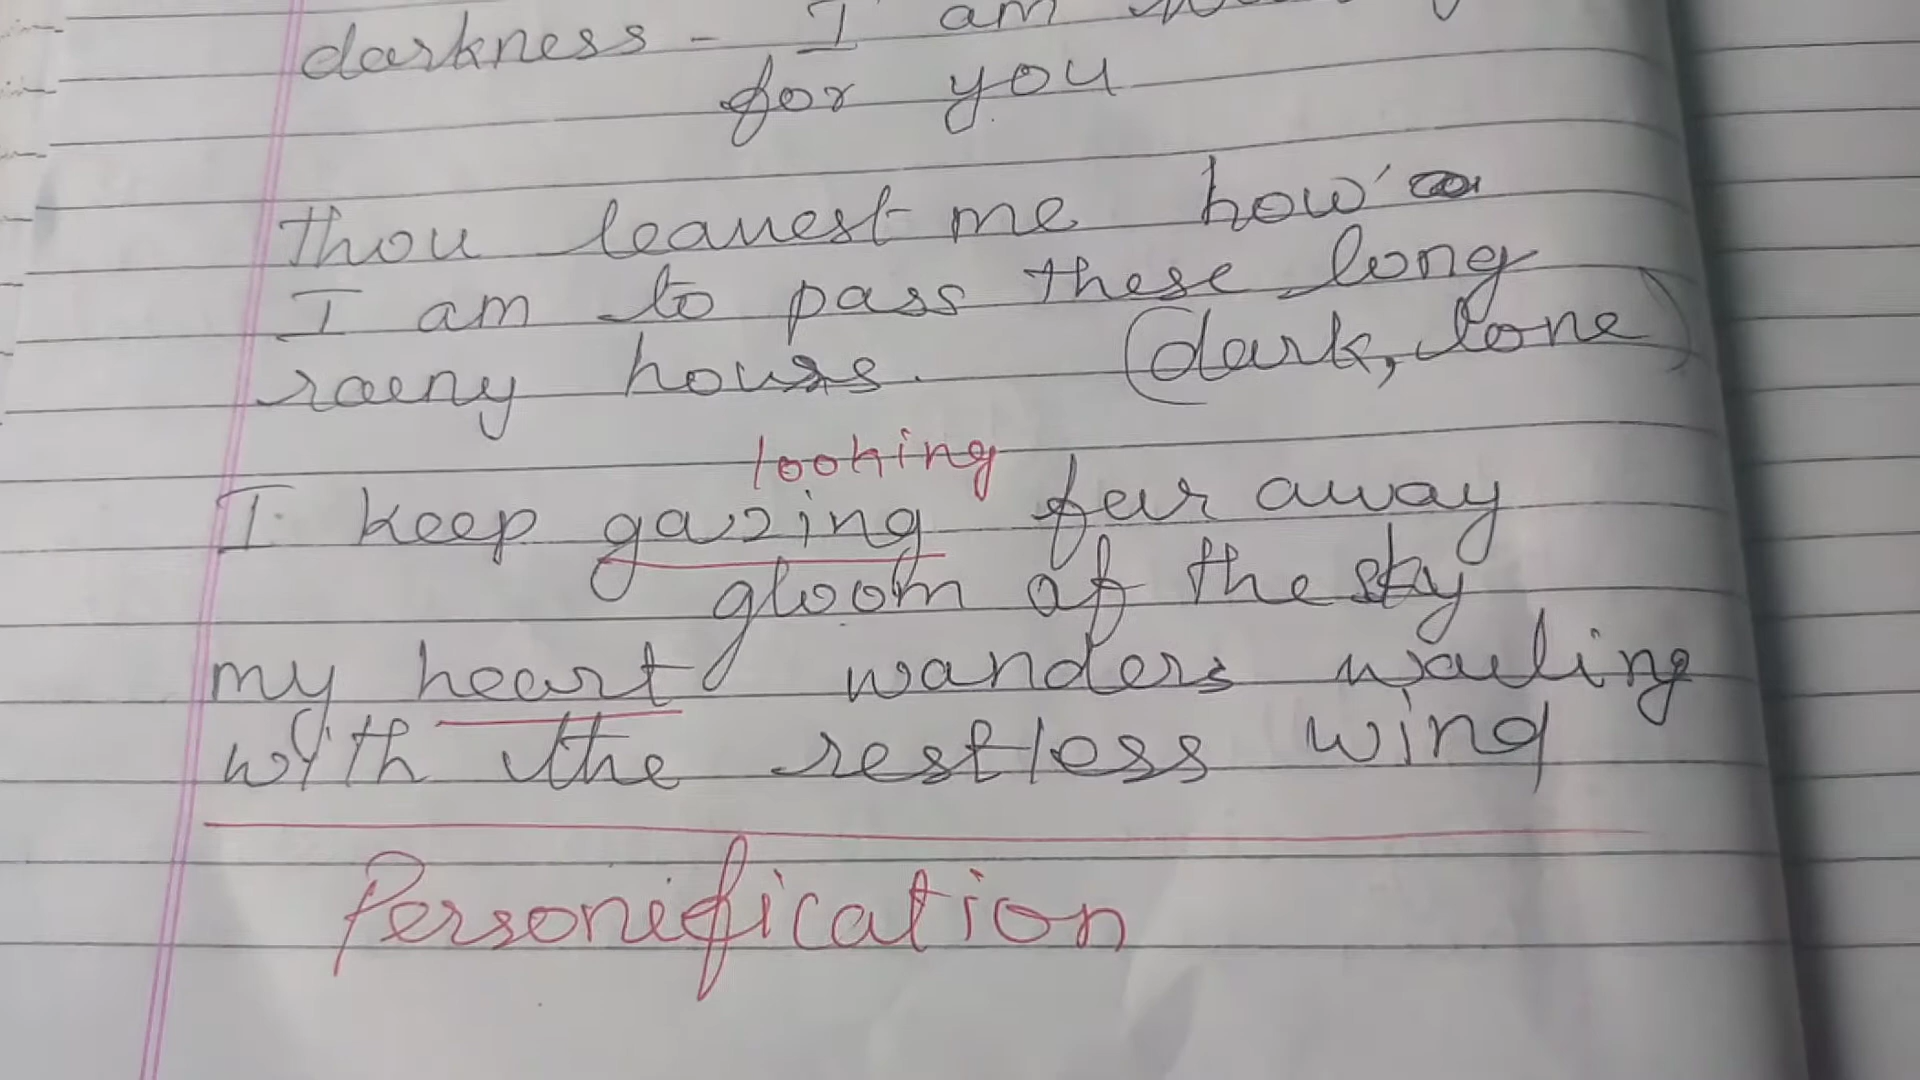 darkness - I am
for you
Thou leavest me how
I am to pass these long
rainy hours. (dark, lone)
looking
I keep gazing far away
gloom of the sky
my heart wanders wailing
with the restless wind
Personification